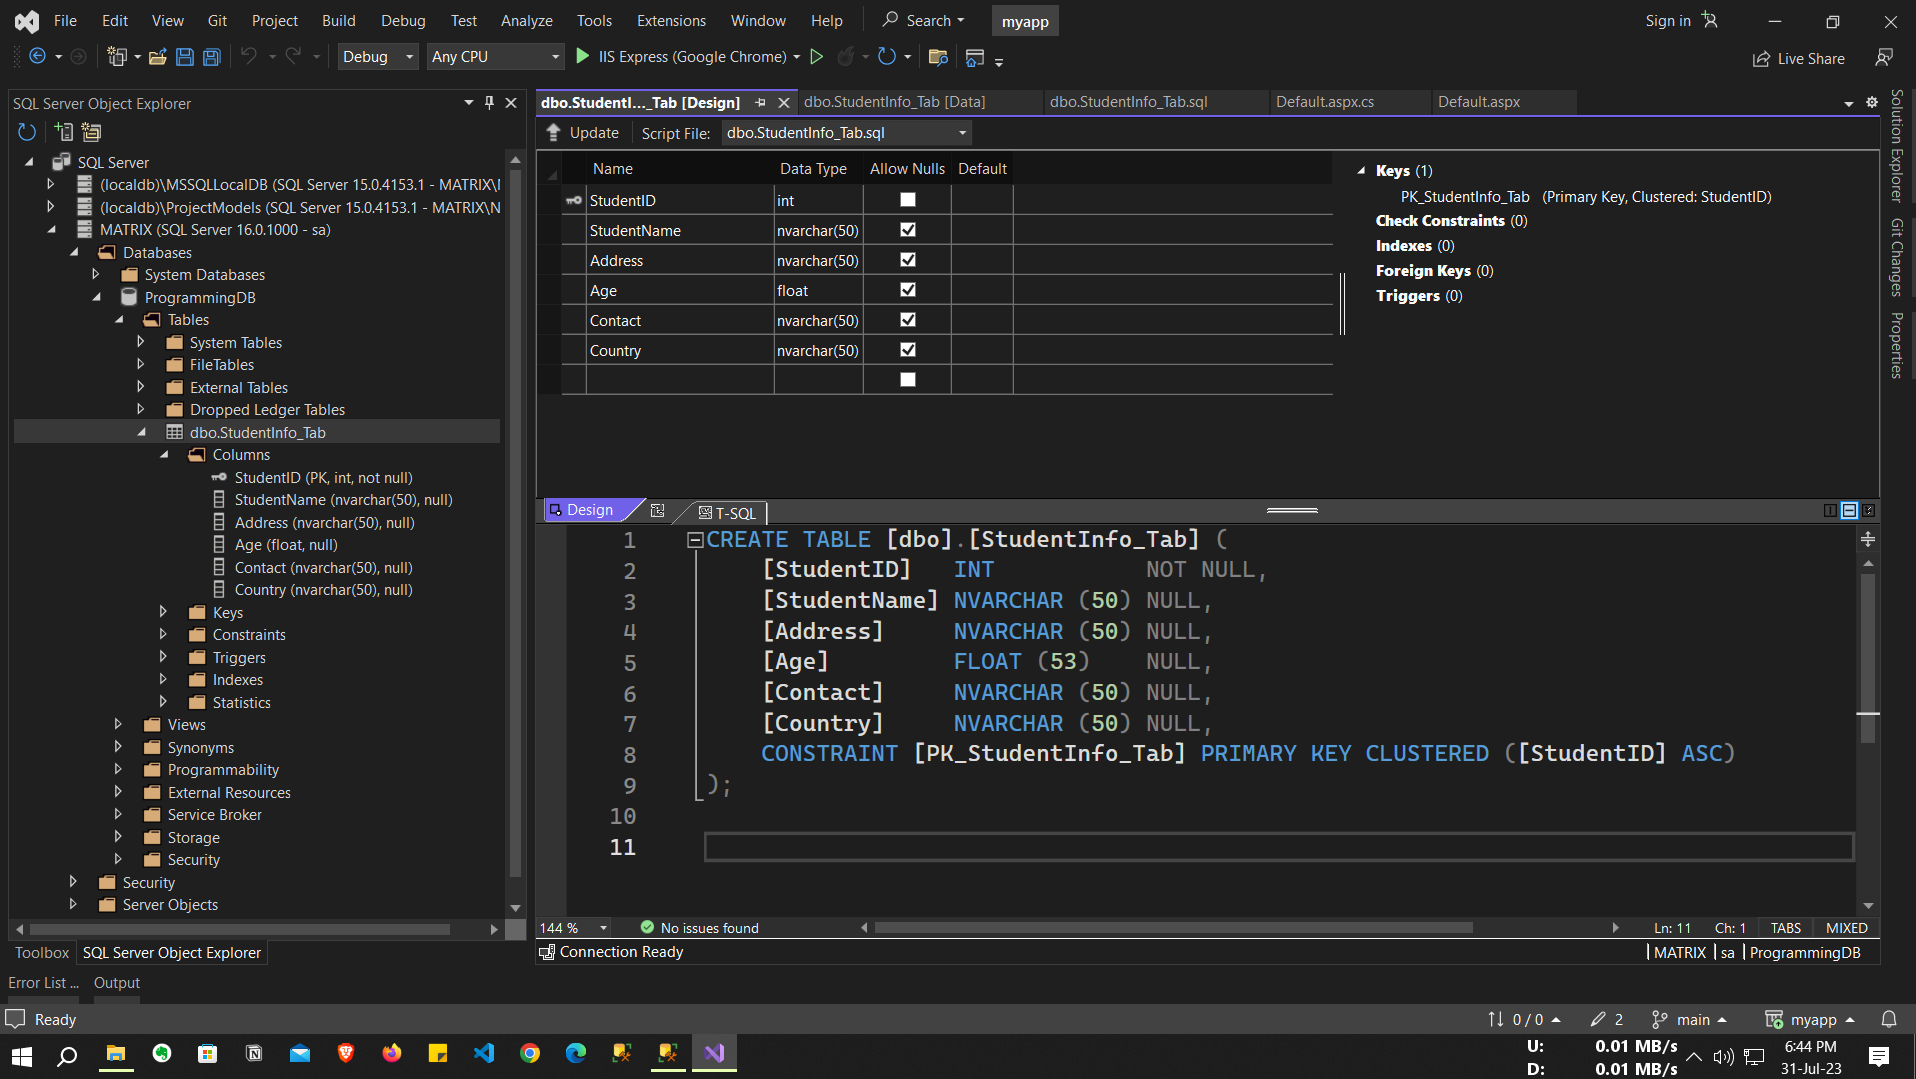 File Edit View Git Project Build Debug Test Analyze Tools Extensions Window Help Search myapp Sign in
Debug Any CPU IIS Express (Google Chrome) Live Share
SQL Server Object Explorer
SQL Server
(localdb)\MSSQLLocalDB (SQL Server 15.0.4153.1 - MATRIX\
(localdb)\ProjectModels (SQL Server 15.0.4153.1 - MATRIX\N
MATRIX (SQL Server 16.0.1000 - sa)
Databases
System Databases
ProgrammingDB
Tables
System Tables
FileTables
External Tables
Dropped Ledger Tables
dbo.StudentInfo_Tab
Columns
StudentID (PK, int, not null)
StudentName (nvarchar(50), null)
Address (nvarchar(50), null)
Age (float, null)
Contact (nvarchar(50), null)
Country (nvarchar(50), null)
Keys
Constraints
Triggers
Indexes
Statistics
Views
Synonyms
Programmability
External Resources
Service Broker
Storage
Security
Security
Server Objects
Toolbox SQL Server Object Explorer
dbo.StudentI..._Tab [Design] dbo.StudentInfo_Tab [Data] dbo.StudentInfo_Tab.sql Default.aspx.cs Default.aspx
Update Script File: dbo.StudentInfo_Tab.sql
Name Data Type Allow Nulls Default
StudentID int
StudentName nvarchar(50)
Address nvarchar(50)
Age float
Contact nvarchar(50)
Country nvarchar(50)
Keys (1)
PK_StudentInfo_Tab (Primary Key, Clustered: StudentID)
Check Constraints (0)
Indexes (0)
Foreign Keys (0)
Triggers (0)
Solution Explorer
Git Changes
Properties
Design T-SQL
1 CREATE TABLE [dbo].[StudentInfo_Tab] (
2 [StudentID] INT NOT NULL,
3 [StudentName] NVARCHAR (50) NULL,
4 [Address] NVARCHAR (50) NULL,
5 [Age] FLOAT (53) NULL,
6 [Contact] NVARCHAR (50) NULL,
7 [Country] NVARCHAR (50) NULL,
8 CONSTRAINT [PK_StudentInfo_Tab] PRIMARY KEY CLUSTERED ([StudentID] ASC)
9 );
10
11
144 % No issues found Ln: 11 Ch: 1 TABS MIXED
Connection Ready MATRIX sa ProgrammingDB
Error List ... Output
Ready 0 / 0 2 main myapp
U: 0.01 MB/s 6:44 PM
D: 0.01 MB/s 31-Jul-23